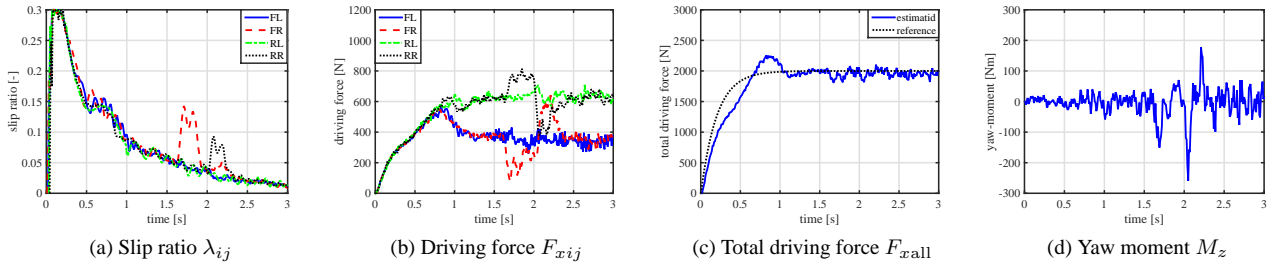 0.3
0.25
0.2
0.15
0.1
0.05
0
slip ratio [-]
0 0.5 1 1.5 2 2.5 3
time [s]
FL
FR
RL
RR
(a) Slip ratio λij
1200
1000
800
600
400
200
0
driving force [N]
0 0.5 1 1.5 2 2.5 3
time [s]
FL
FR
RL
RR
(b) Driving force Fxij
3000
2500
2000
1500
1000
500
0
total driving force [N]
0 0.5 1 1.5 2 2.5 3
time [s]
estimatid
reference
(c) Total driving force Fxall
300
200
100
0
-100
-200
-300
yaw-moment [Nm]
0 0.5 1 1.5 2 2.5 3
time [s]
(d) Yaw moment Mz